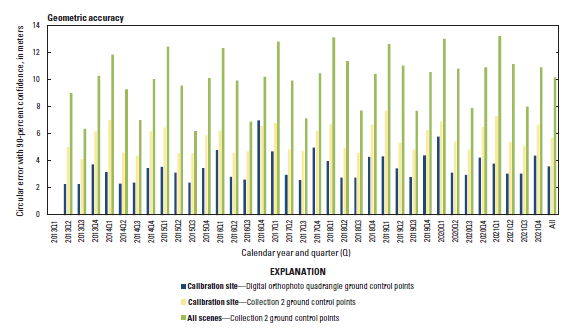 Geometric accuracy
Circular error with 90-percent confidence, in meters
14
12
10
8
6
4
2
0
2013Q1
2013Q2
2013Q3
2013Q4
2014Q1
2014Q2
2014Q3
2014Q4
2015Q1
2015Q2
2015Q3
2015Q4
2016Q1
2016Q2
2016Q3
2016Q4
2017Q1
2017Q2
2017Q3
2017Q4
2018Q1
2018Q2
2018Q3
2018Q4
2019Q1
2019Q2
2019Q3
2019Q4
2020Q1
2020Q2
2020Q3
2020Q4
2021Q1
2021Q2
2021Q3
2021Q4
All
Calendar year and quarter (Q)
EXPLANATION
Calibration site—Digital orthophoto quadrangle ground control points
Calibration site—Collection 2 ground control points
All scenes—Collection 2 ground control points